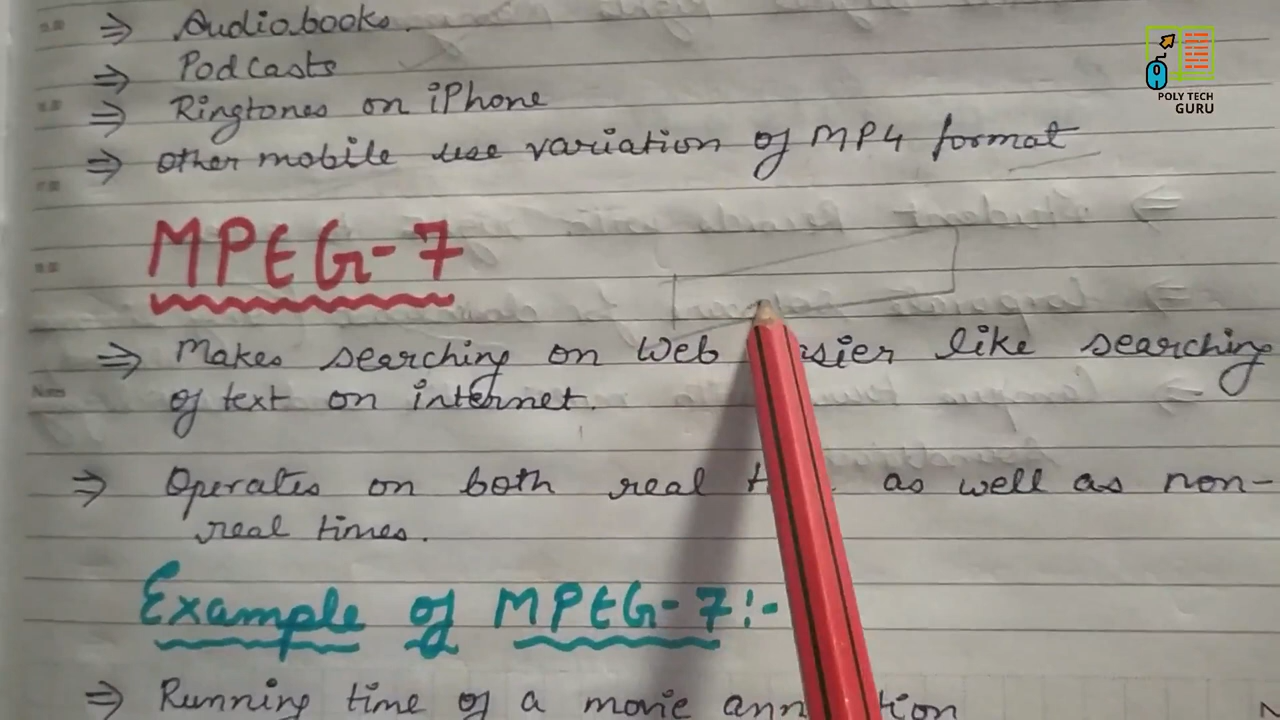 ⇒ Audiobooks.
⇒ Podcasts
⇒ Ringtones on iPhone
⇒ Other mobile use variation of MP4 format
POLY TECH
GURU
MPEG-7
⇒ Makes searching on Web easier like searching
of text on internet.
⇒ Operates on both real as well as non-
real times.
Example of MPEG-7:-
⇒ Running time of a movie